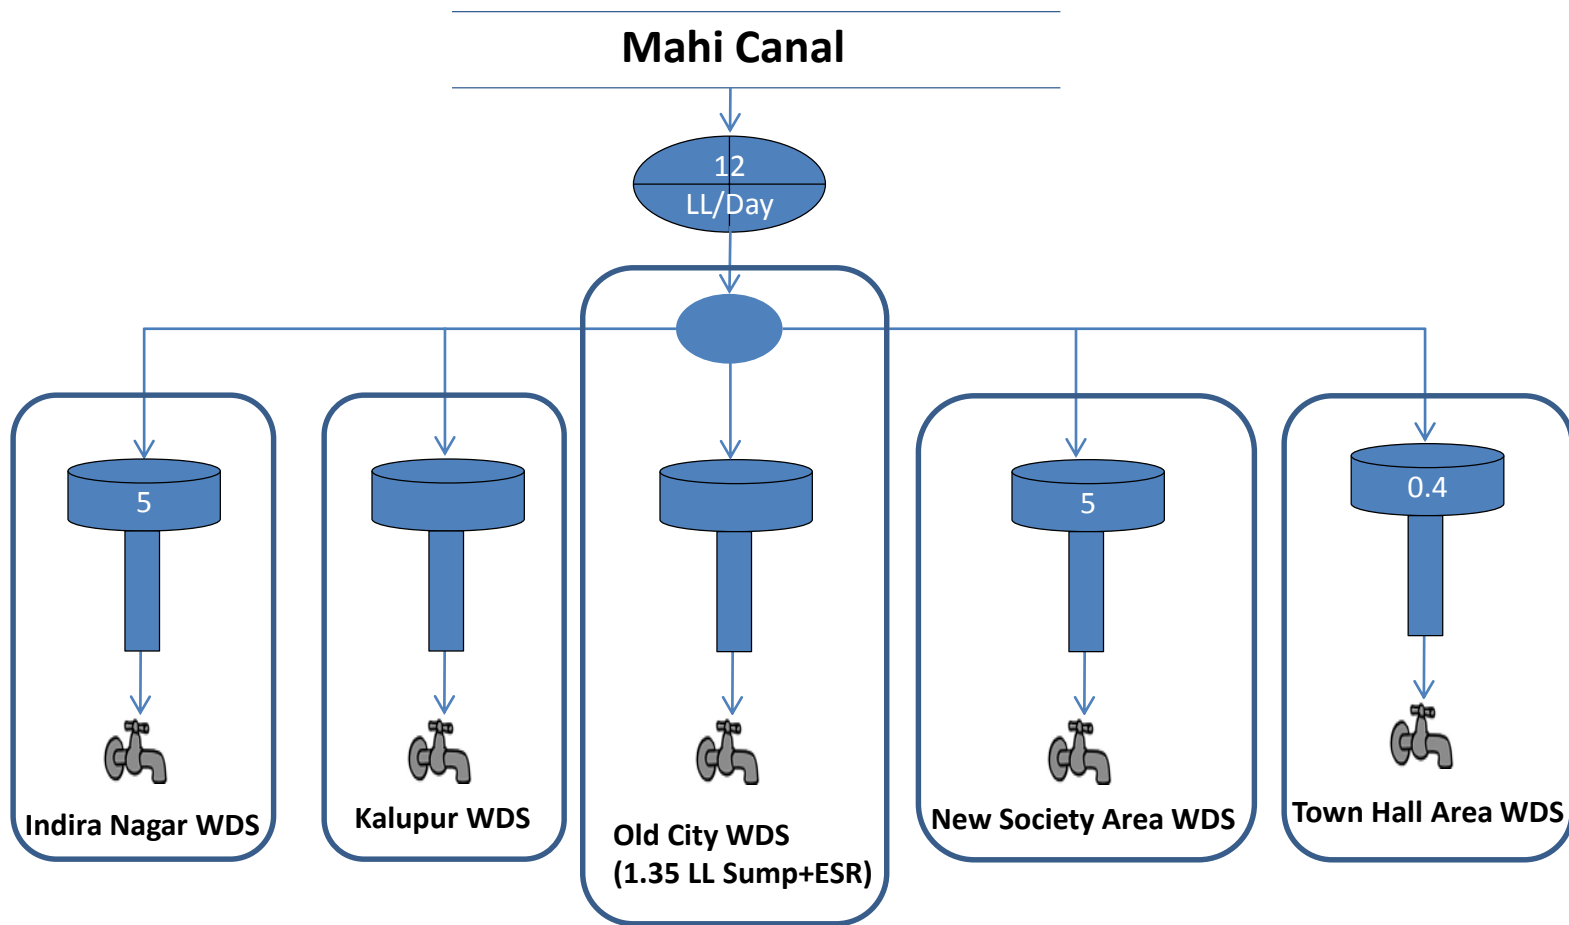 Mahi Canal
12
LL/Day
5
5
0.4
Indira Nagar WDS
Kalupur WDS
Old City WDS
(1.35 LL Sump+ESR)
New Society Area WDS
Town Hall Area WDS